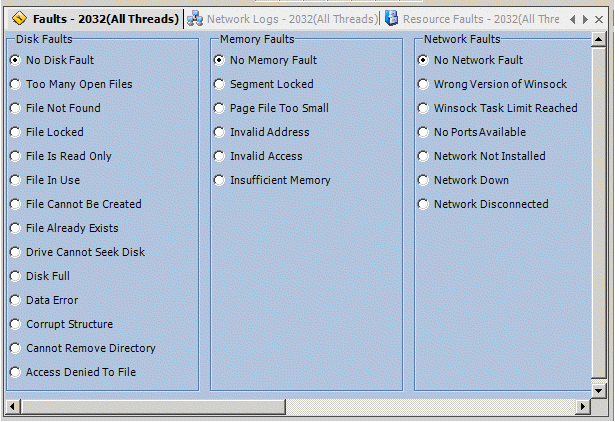 Faults - 2032(All Threads)
Network Logs - 2032(All Threads)
Resource Faults - 2032(All Thre
Disk Faults
No Disk Fault
Too Many Open Files
File Not Found
File Locked
File Is Read Only
File In Use
File Cannot Be Created
File Already Exists
Drive Cannot Seek Disk
Disk Full
Data Error
Corrupt Structure
Cannot Remove Directory
Access Denied To File
Memory Faults
No Memory Fault
Segment Locked
Page File Too Small
Invalid Address
Invalid Access
Insufficient Memory
Network Faults
No Network Fault
Wrong Version of Winsock
Winsock Task Limit Reached
No Ports Available
Network Not Installed
Network Down
Network Disconnected